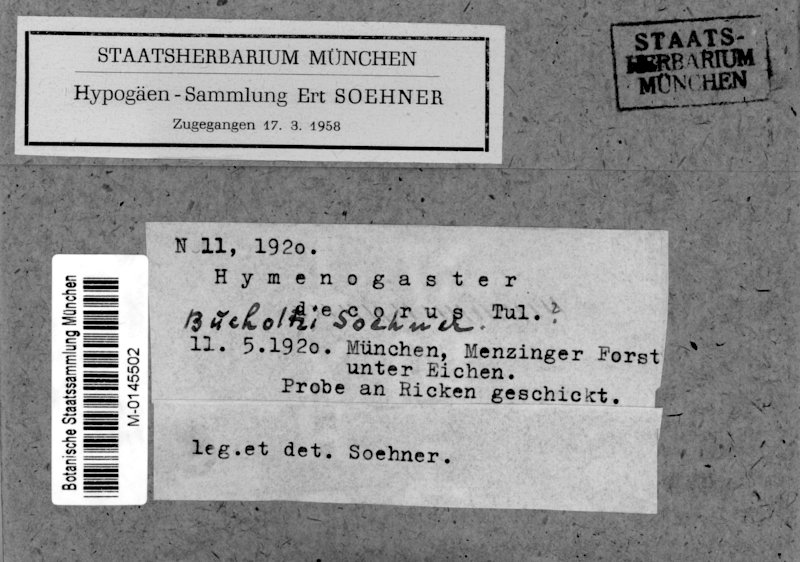 STAATSHERBARIUM MÜNCHEN
Hypogäen-Sammlung Ert SOEHNER
Zugegangen 17. 3. 1958
STAATS-
HERBARIUM
MÜNCHEN
Botanische Staatssammlung München
M-0145502
N 11, 1920.
Hymenogaster
decorus Tul.?
Bucholtzi Soehner.
11. 5.1920. München, Menzinger Forst
unter Eichen.
Probe an Ricken geschickt.
leg.et det. Soehner.